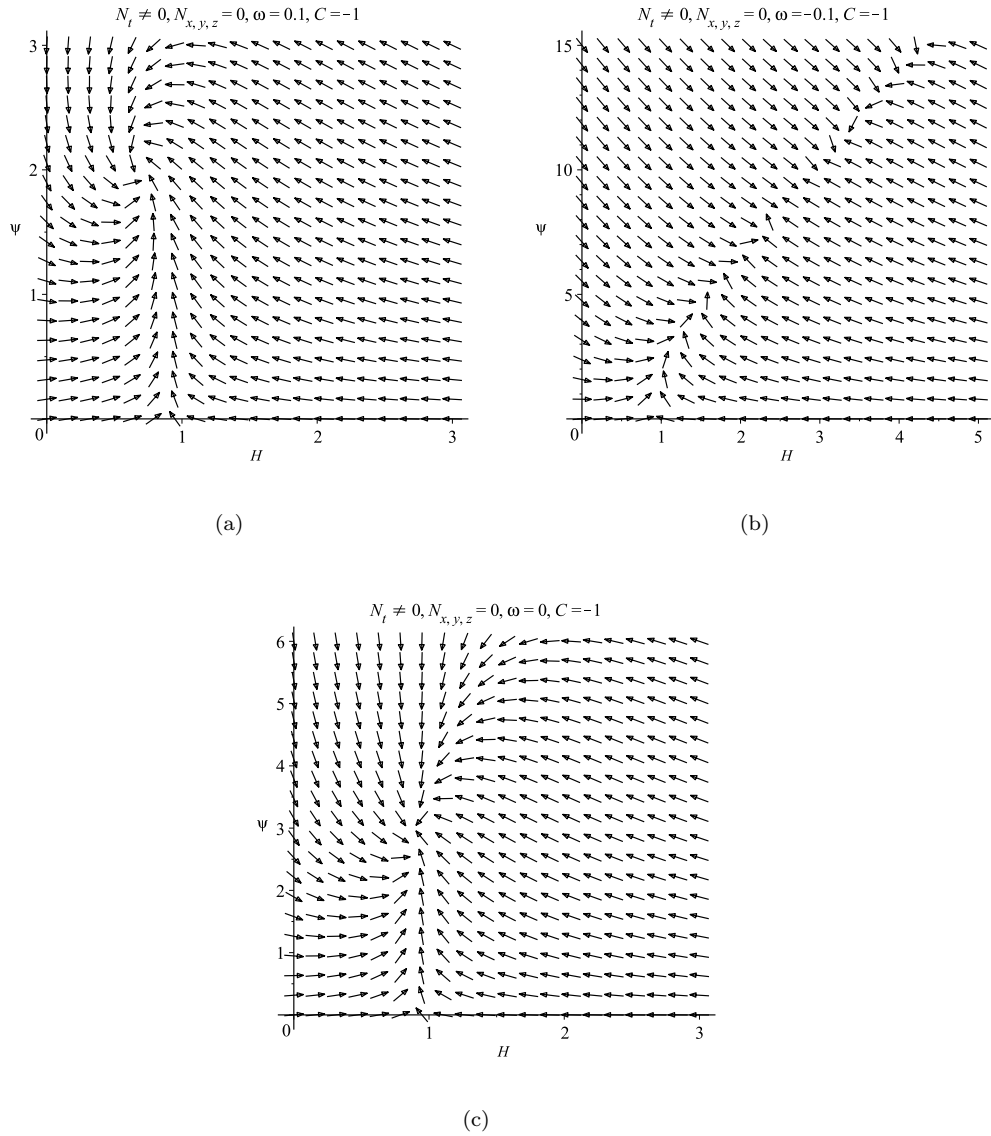 N_t ≠ 0, N_{x, y, z} = 0, ω = 0.1, C = −1
3
2
ψ
1
0
1
2
3
H
(a)
N_t ≠ 0, N_{x, y, z} = 0, ω = −0.1, C = −1
15
10
ψ
5
0
1
2
3
4
5
H
(b)
N_t ≠ 0, N_{x, y, z} = 0, ω = 0, C = −1
6
5
4
ψ
3
2
1
0
1
2
3
H
(c)